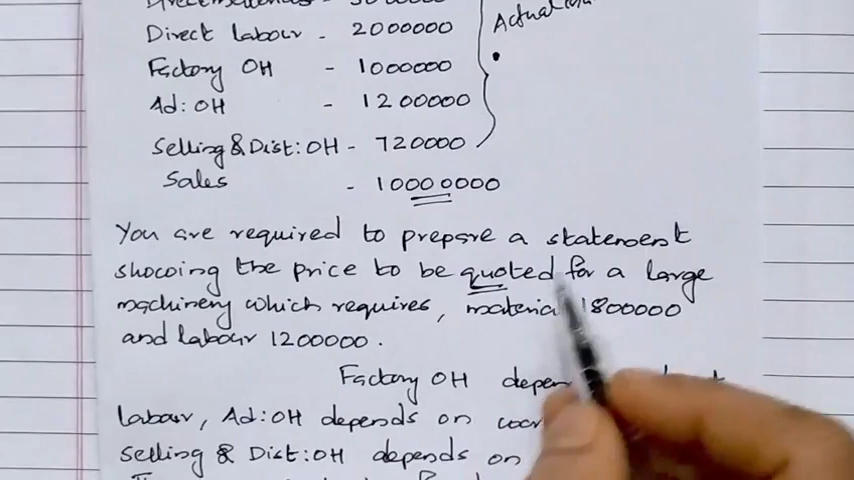 Direct labour - 2000000
Actual
Factory OH - 1000000
Ad: OH - 1200000
Selling & Dist: OH - 720000
Sales - 10000000
You are required to prepare a statement
showing the price to be quoted for a large
machinery which requires, material 1800000
and labour 1200000.
Factory OH
labour, Ad: OH depends on
Selling & Dist: OH depends on